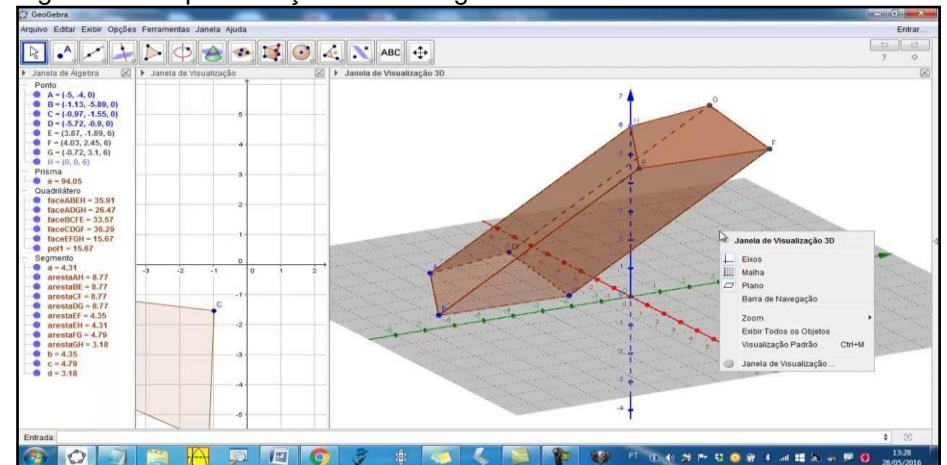 GeoGebra
Arquivo Editar Exibir Opções Ferramentas Janela Ajuda
Entrar...
ABC
Janela de Álgebra
Janela de Visualização
Janela de Visualização 3D
Ponto
A = (-5, -4, 0)
B = (-1.13, -5.89, 0)
C = (-0.97, -1.55, 0)
D = (-5.72, -0.9, 0)
E = (3.87, -1.89, 6)
F = (4.03, 2.45, 6)
G = (-0.72, 3.1, 6)
H = (0, 0, 6)
Prisma
e = 94.05
Quadrilátero
faceABEH = 35.91
faceADGH = 26.47
faceBCFE = 33.57
faceCDGF = 36.29
faceEFGH = 15.67
pol1 = 15.67
Segmento
a = 4.31
arestaAH = 8.77
arestaBE = 8.77
arestaCF = 8.77
arestaDG = 8.77
arestaEF = 4.35
arestaEH = 4.31
arestaFG = 4.79
arestaGH = 3.18
b = 4.35
c = 4.79
d = 3.18
Janela de Visualização 3D
Eixos
Malha
Plano
Barra de Navegação
Zoom
Exibir Todos os Objetos
Visualização Padrão Ctrl+M
Janela de Visualização ...
Entrada:
PT
13:28
28/05/2016